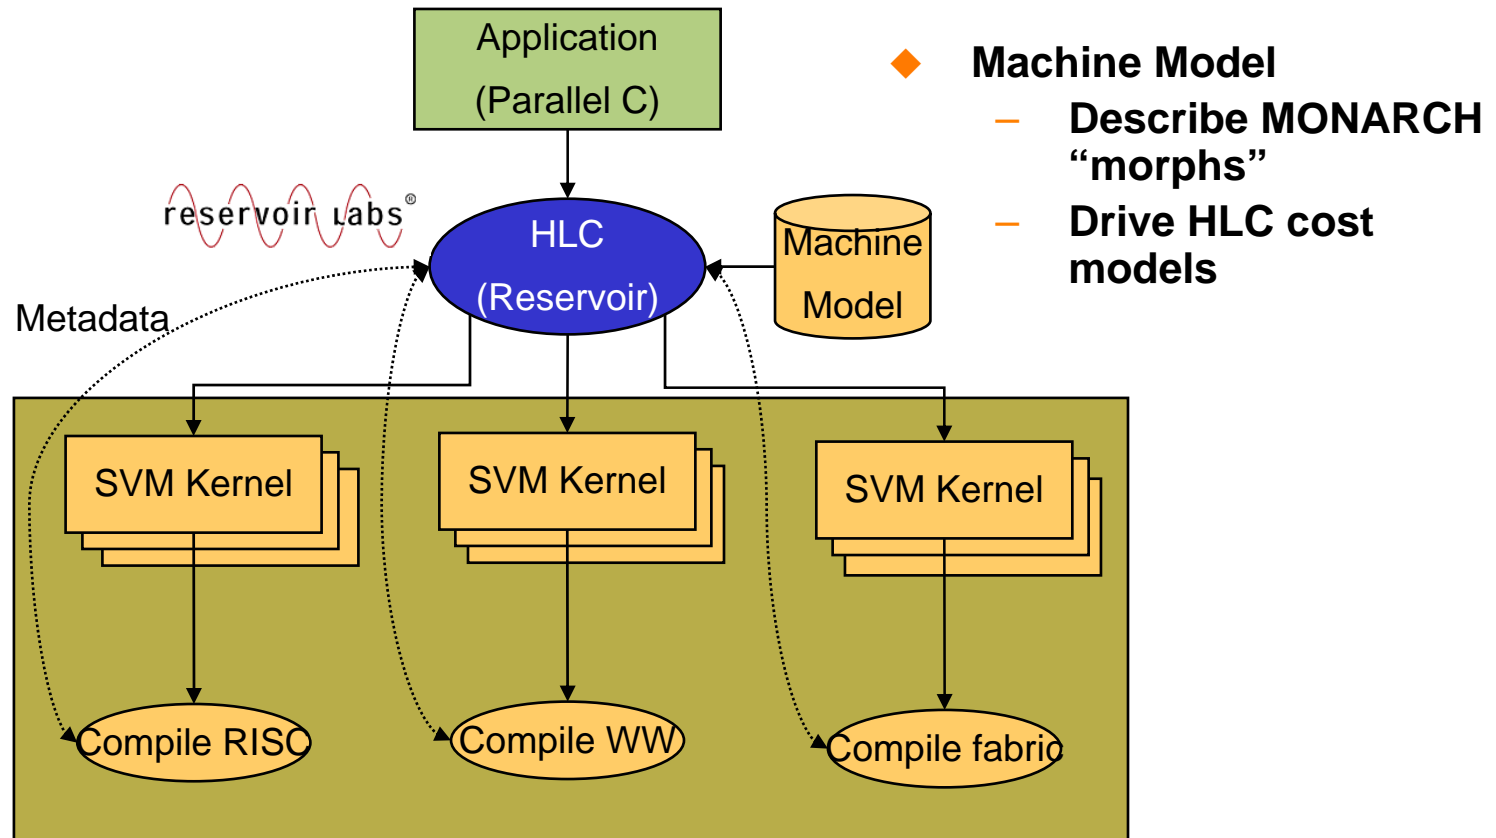 Application
(Parallel C)
Machine Model
– Describe MONARCH
“morphs”
– Drive HLC cost
models
reservoir labs®
HLC
(Reservoir)
Machine
Model
Metadata
SVM Kernel
SVM Kernel
SVM Kernel
Compile RISC
Compile WW
Compile fabric